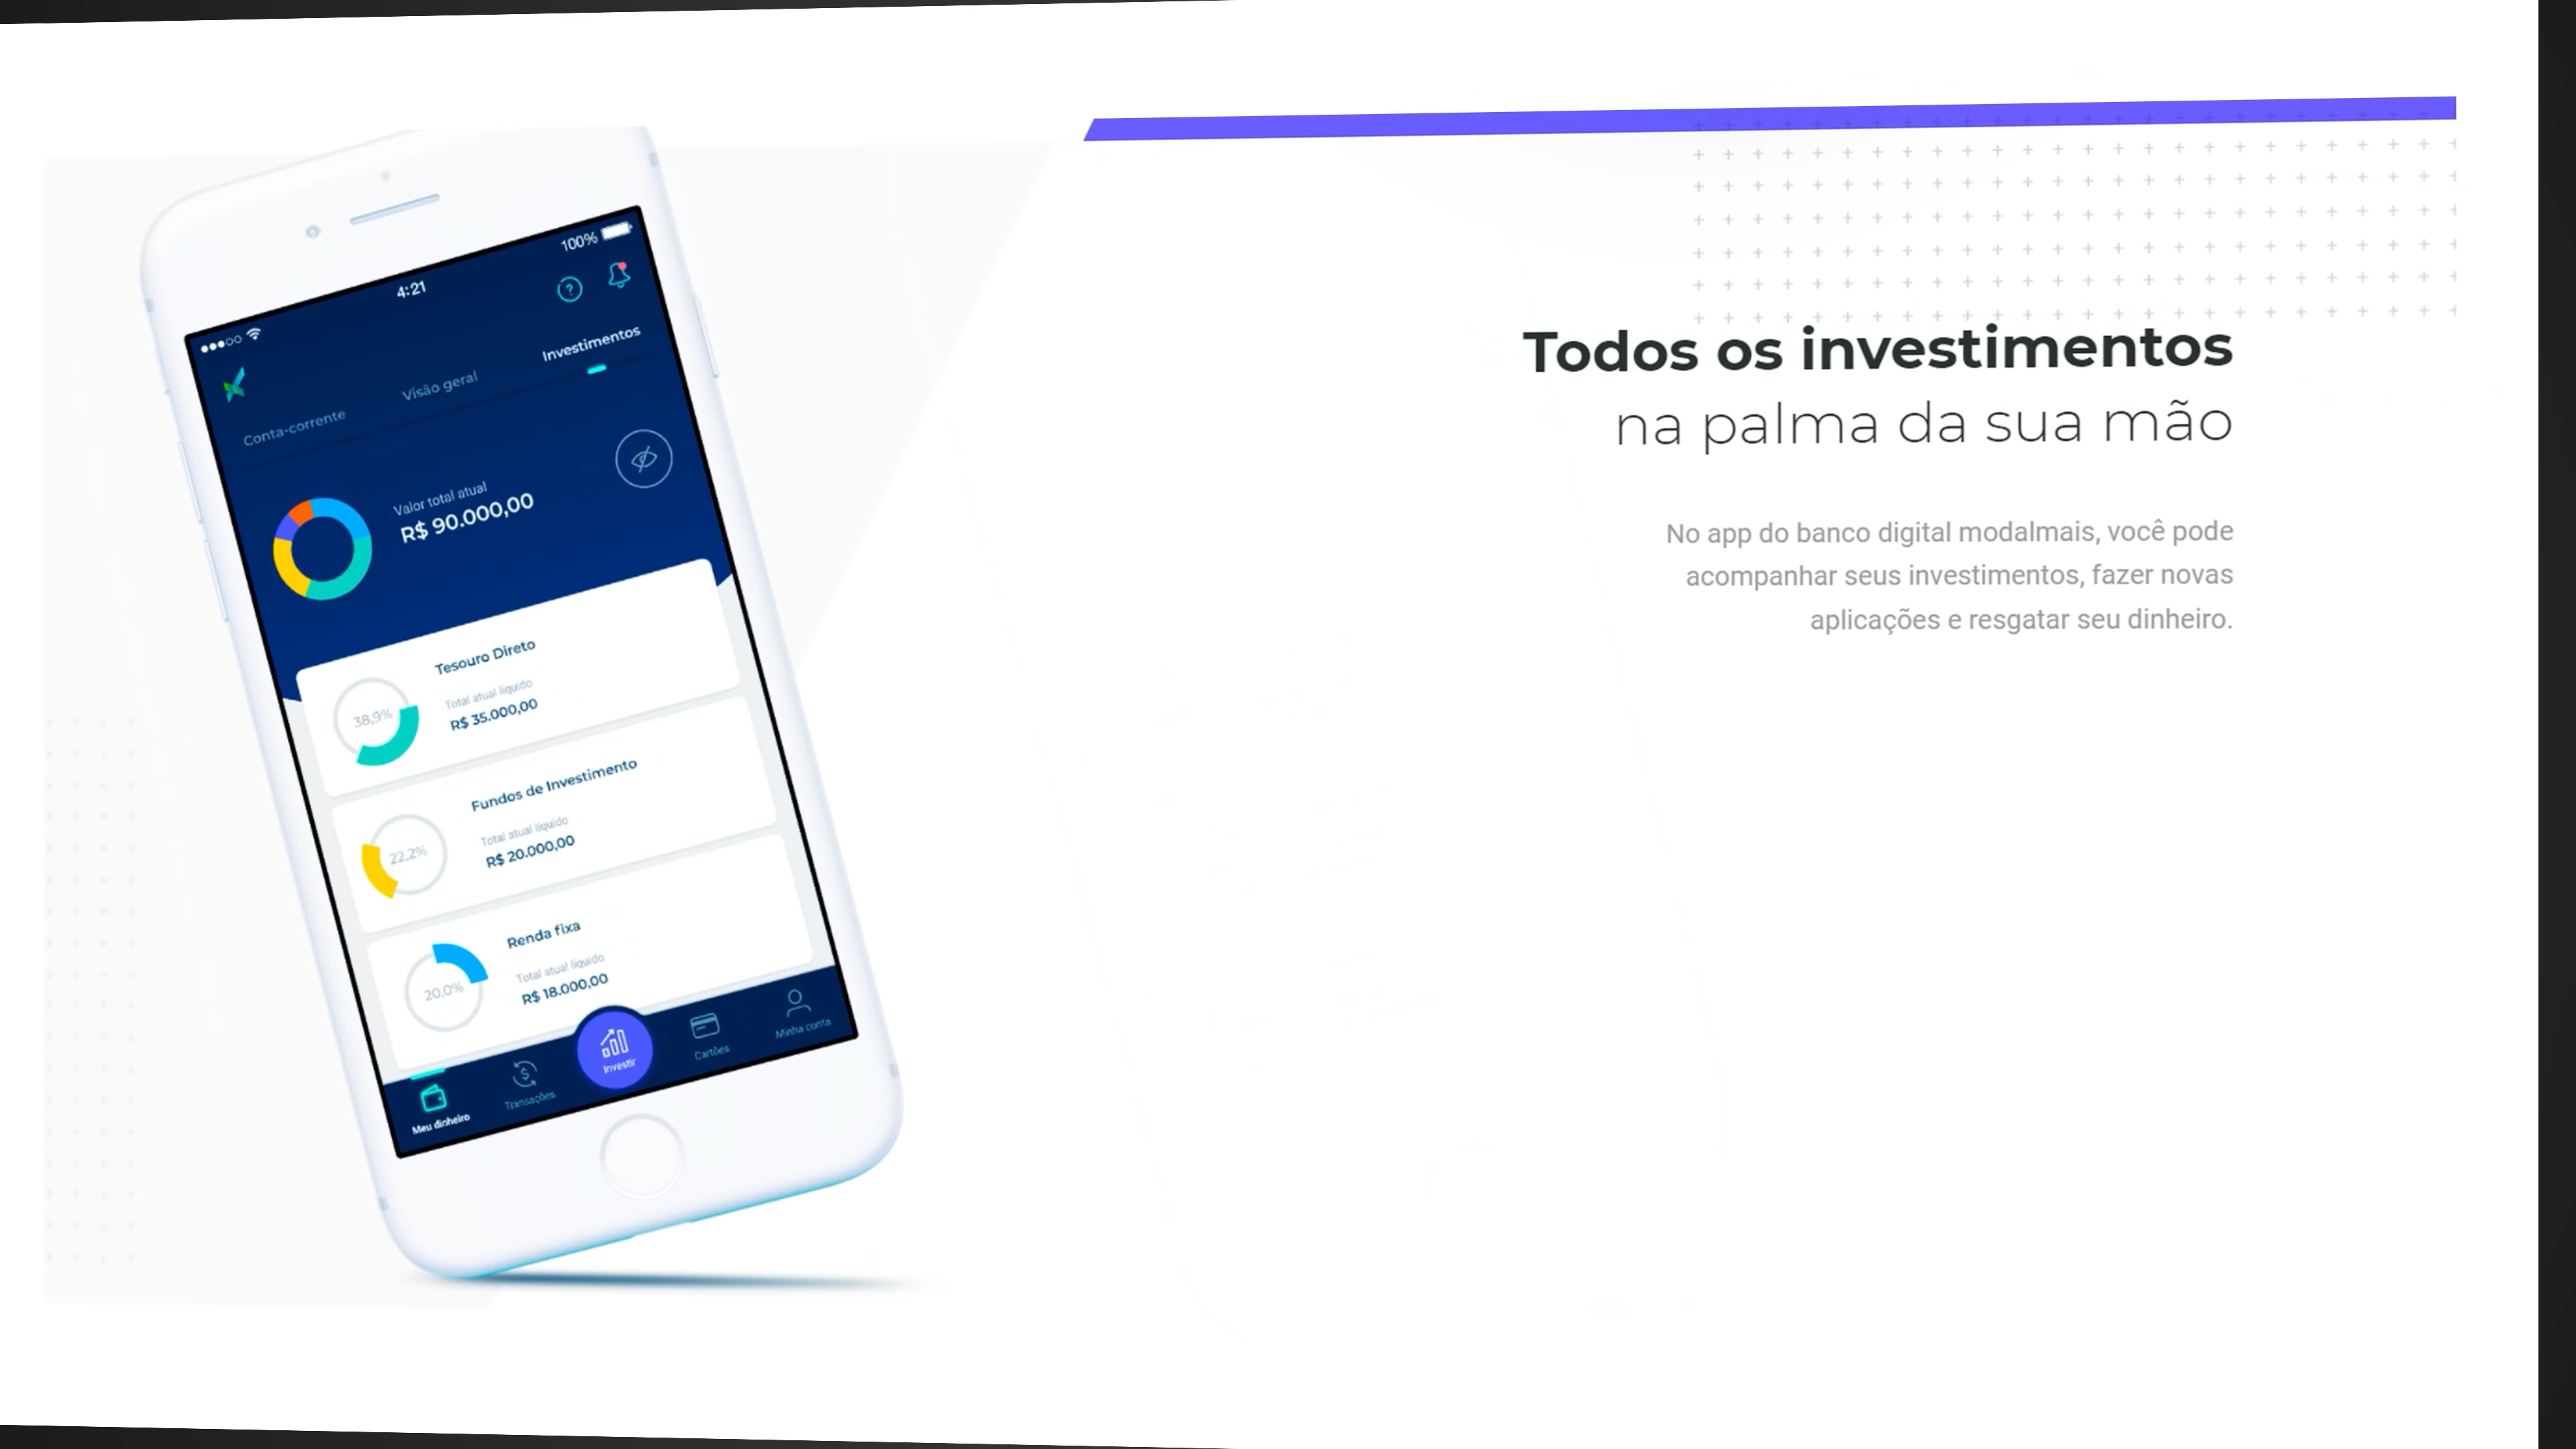 100%
4:21
Conta-corrente
Visão geral
Investimentos
Valor total atual
R$ 90.000,00
Tesouro Direto
38,9%
Total atual líquido
R$ 35.000,00
Fundos de Investimento
22,2%
Total atual líquido
R$ 20.000,00
Renda fixa
20,0%
Total atual líquido
R$ 18.000,00
Meu dinheiro
Transações
Investir
Cartões
Minha conta
Todos os investimentos
na palma da sua mão
No app do banco digital modalmais, você pode
acompanhar seus investimentos, fazer novas
aplicações e resgatar seu dinheiro.